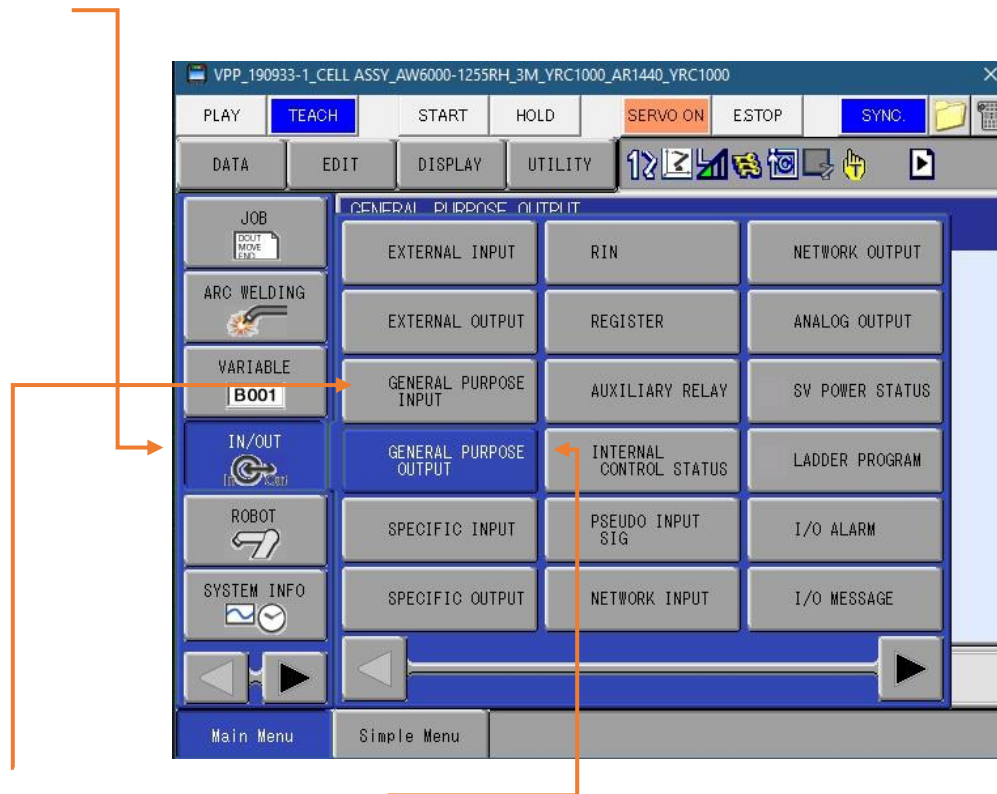 VPP_190933-1_CELL ASSY_AW6000-1255RH_3M_YRC1000_AR1440_YRC1000
PLAY TEACH START HOLD SERVO ON E.STOP SYNC.
DATA EDIT DISPLAY UTILITY
GENERAL PURPOSE OUTPUT
JOB
DOUT
MOVE
END
ARC WELDING
VARIABLE
B001
IN/OUT
In Out
ROBOT
SYSTEM INFO
EXTERNAL INPUT
EXTERNAL OUTPUT
GENERAL PURPOSE
INPUT
GENERAL PURPOSE
OUTPUT
SPECIFIC INPUT
SPECIFIC OUTPUT
RIN
REGISTER
AUXILIARY RELAY
INTERNAL
CONTROL STATUS
PSEUDO INPUT
SIG
NETWORK INPUT
NETWORK OUTPUT
ANALOG OUTPUT
SV POWER STATUS
LADDER PROGRAM
I/O ALARM
I/O MESSAGE
Main Menu Simple Menu